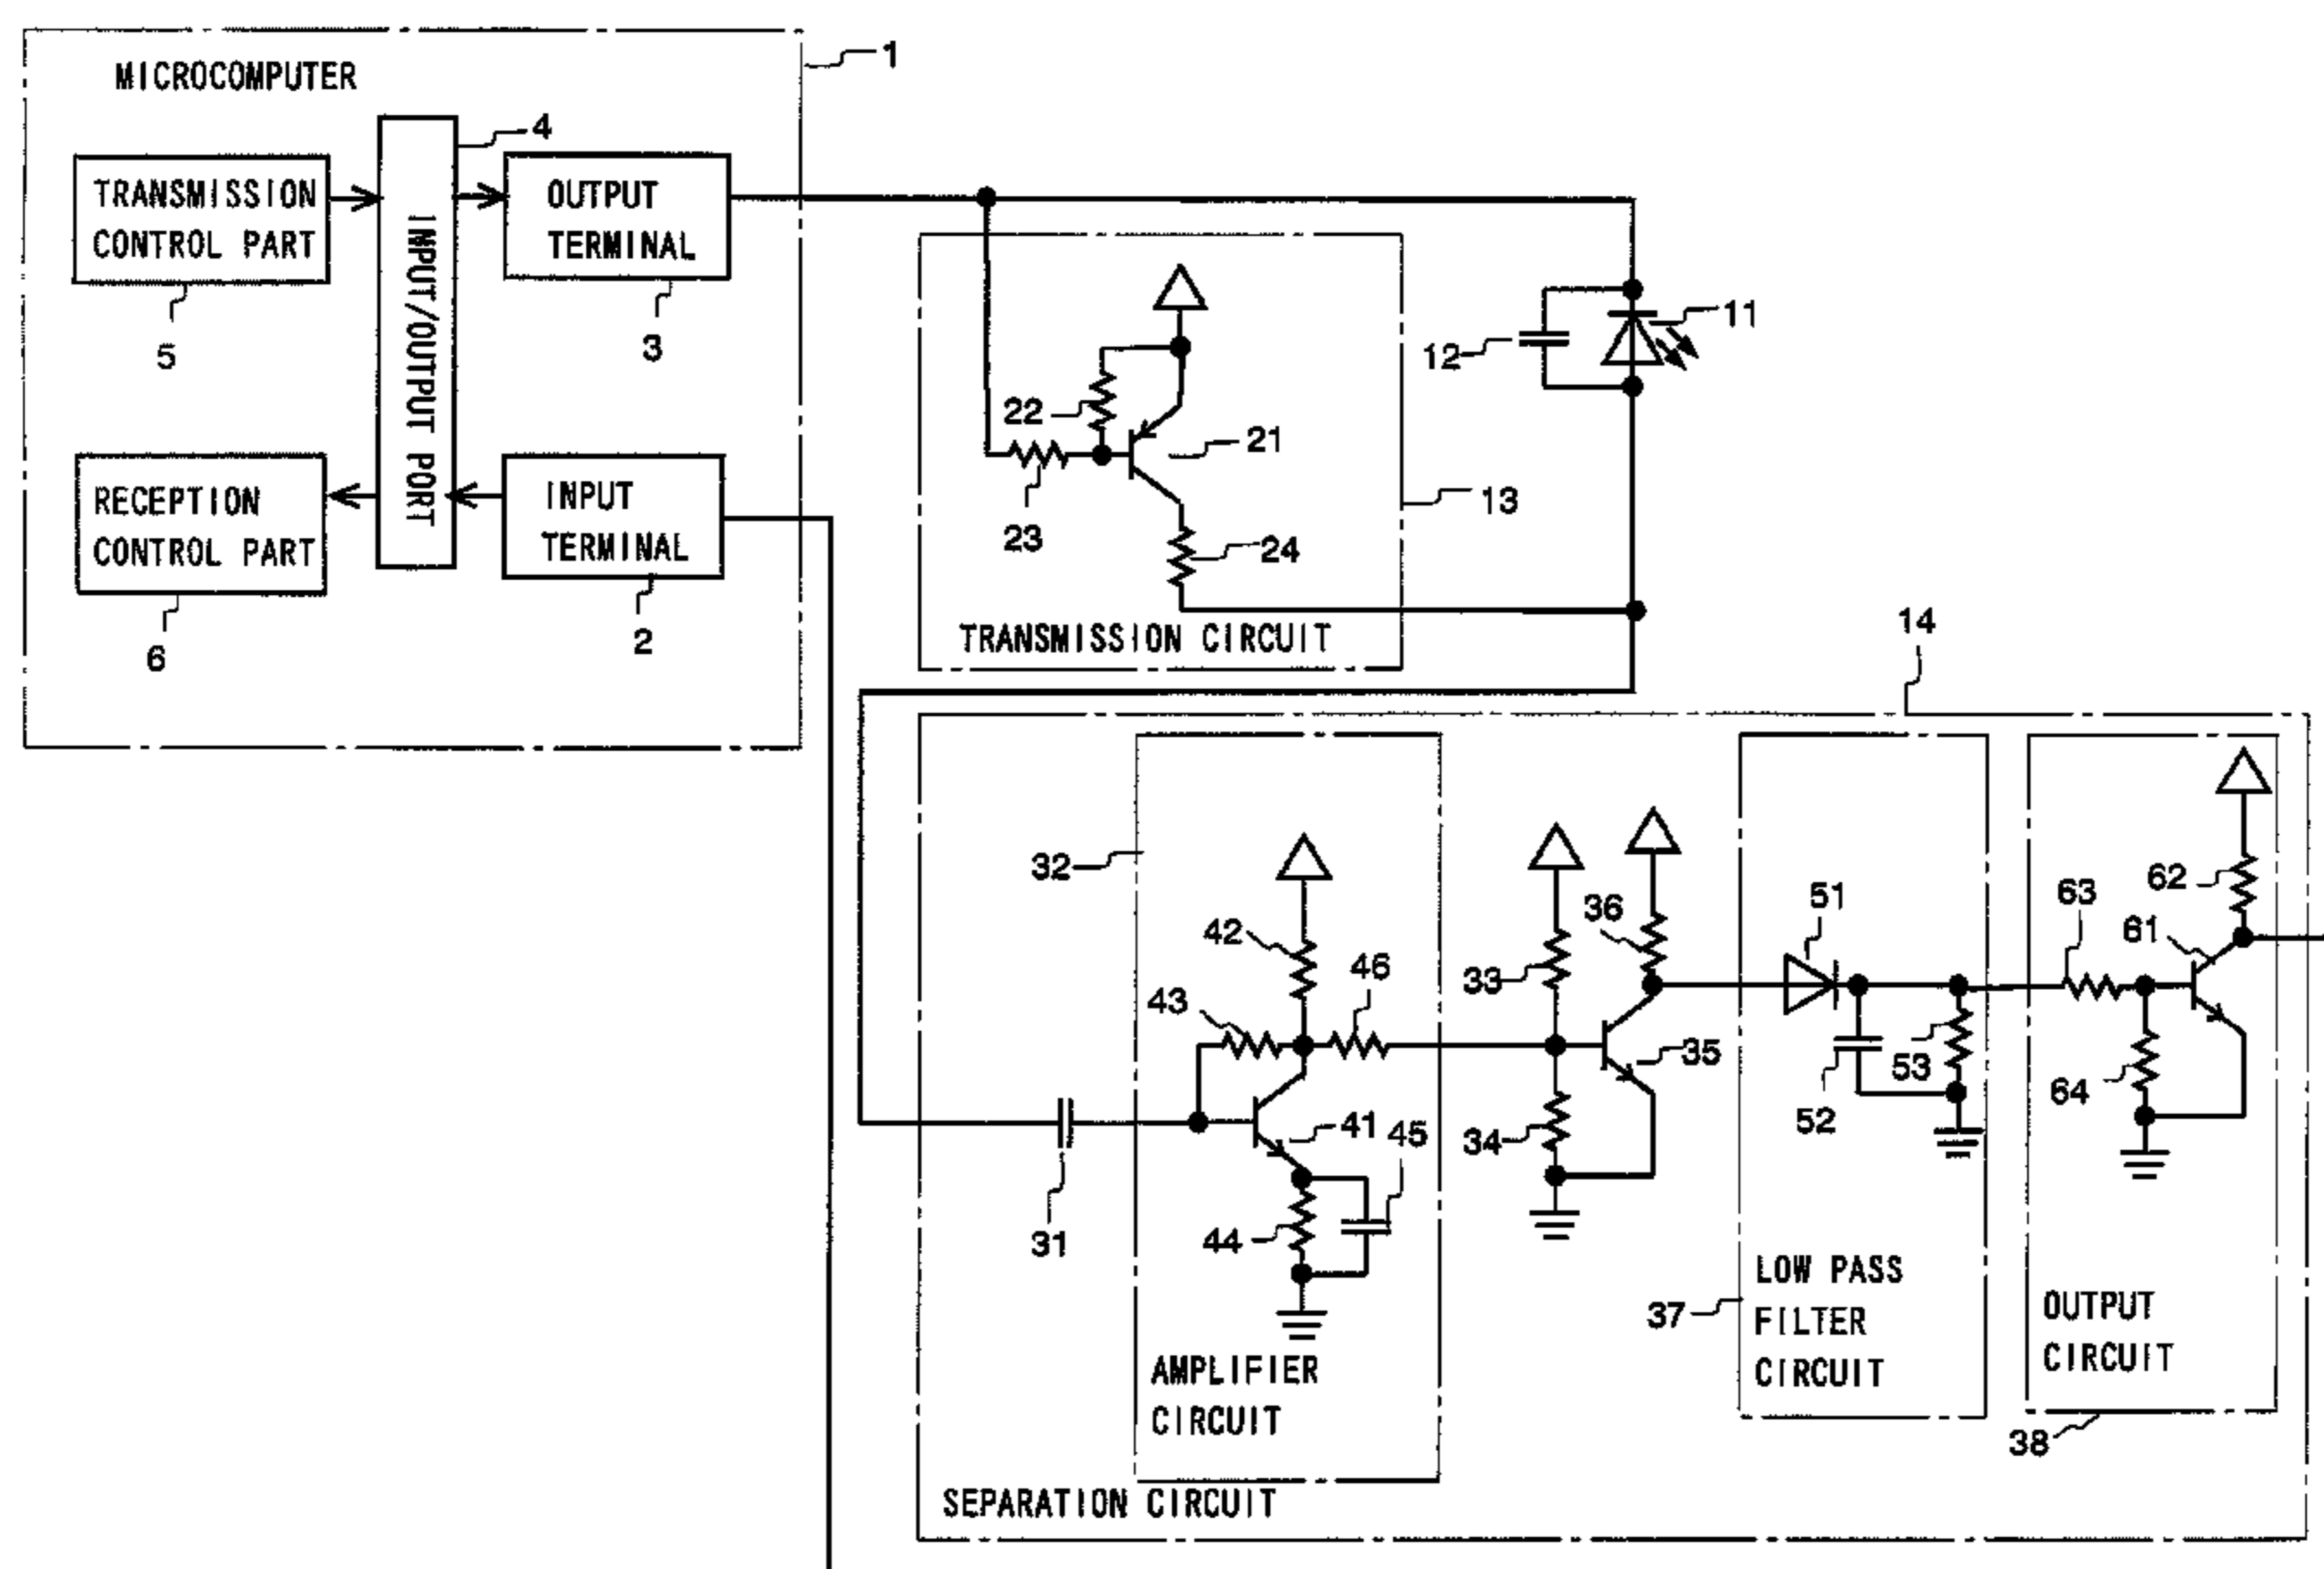 MICROCOMPUTER
1
4
TRANSMISSION
CONTROL PART
5
INPUT/OUTPUT PORT
OUTPUT
TERMINAL
3
RECEPTION
CONTROL PART
6
INPUT
TERMINAL
2
11
12
22
21
23
24
13
TRANSMISSION CIRCUIT
14
32
42
43
46
41
45
44
31
AMPLIFIER
CIRCUIT
SEPARATION CIRCUIT
33
36
35
34
51
52
53
37
LOW PASS
FILTER
CIRCUIT
63
62
61
64
OUTPUT
CIRCUIT
38